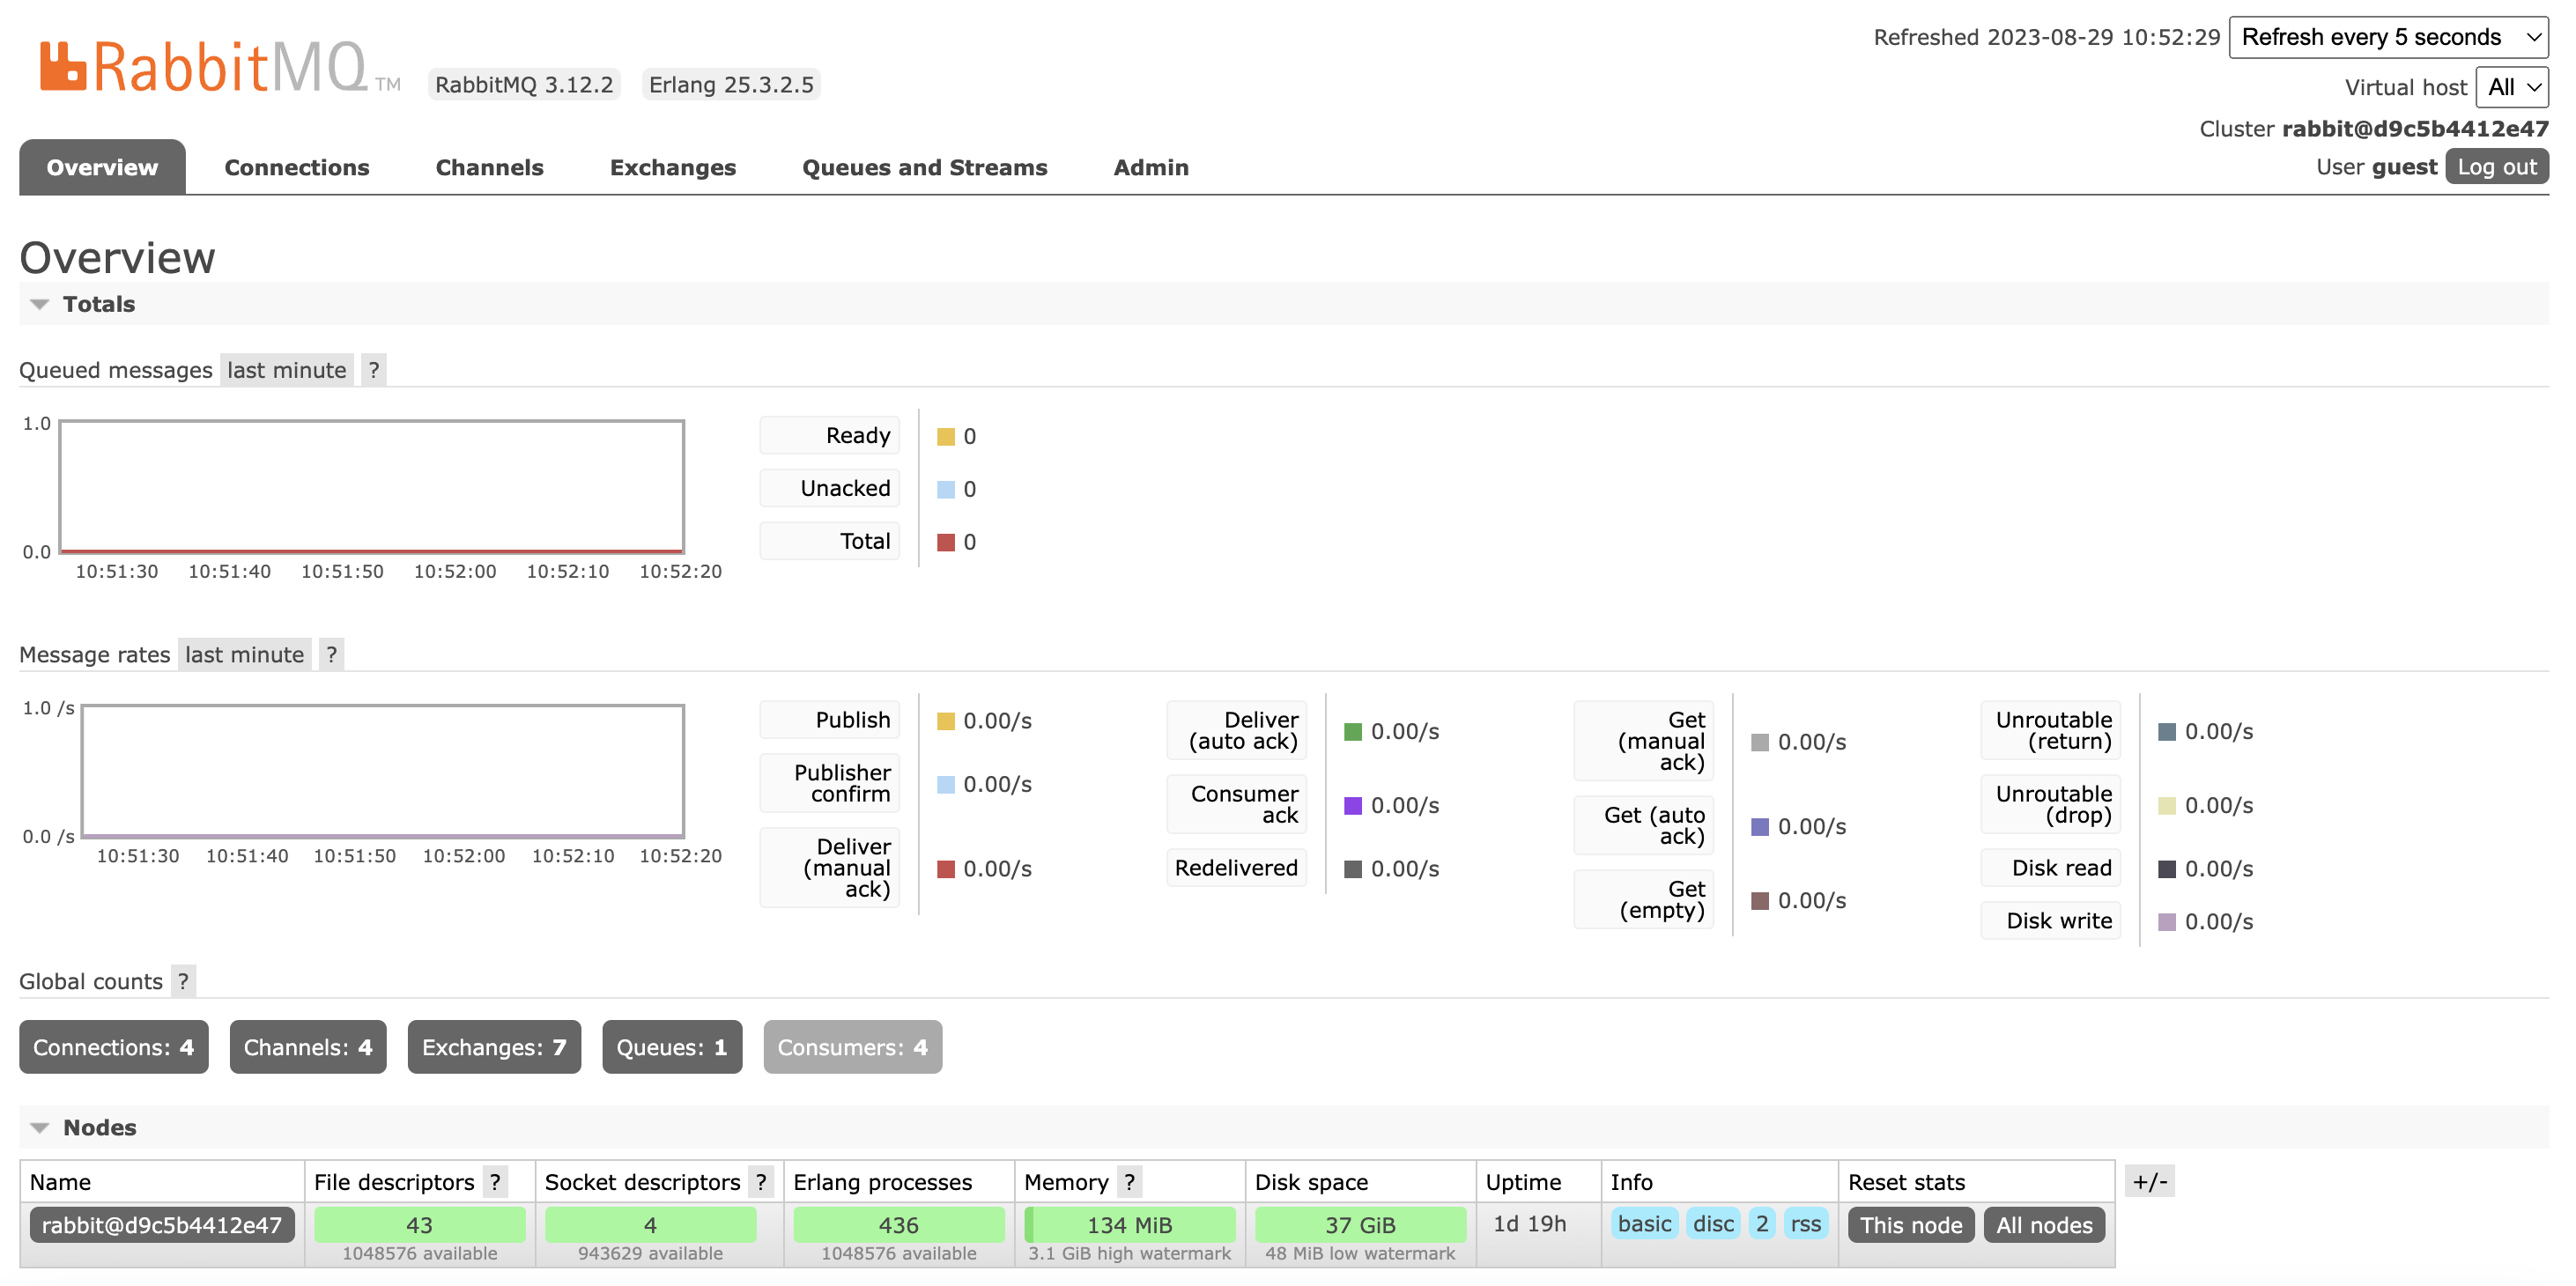 Refreshed 2023-08-29 10:52:29 Refresh every 5 seconds
RabbitMQ TM RabbitMQ 3.12.2 Erlang 25.3.2.5
Virtual host All
Cluster rabbit@d9c5b4412e47
User guest Log out
Overview Connections Channels Exchanges Queues and Streams Admin
Overview
Totals
Queued messages last minute ?
1.0
0.0
10:51:30 10:51:40 10:51:50 10:52:00 10:52:10 10:52:20
Ready 0
Unacked 0
Total 0
Message rates last minute ?
1.0 /s
0.0 /s
10:51:30 10:51:40 10:51:50 10:52:00 10:52:10 10:52:20
Publish 0.00/s
Publisher
confirm 0.00/s
Deliver
(manual
ack) 0.00/s
Deliver
(auto ack) 0.00/s
Consumer
ack 0.00/s
Redelivered 0.00/s
Get
(manual
ack) 0.00/s
Get (auto
ack) 0.00/s
Get
(empty) 0.00/s
Unroutable
(return) 0.00/s
Unroutable
(drop) 0.00/s
Disk read 0.00/s
Disk write 0.00/s
Global counts ?
Connections: 4 Channels: 4 Exchanges: 7 Queues: 1 Consumers: 4
Nodes
Name File descriptors ? Socket descriptors ? Erlang processes Memory ? Disk space Uptime Info Reset stats +/-
rabbit@d9c5b4412e47 43 4 436 134 MiB 37 GiB 1d 19h basic disc 2 rss This node All nodes
1048576 available 943629 available 1048576 available 3.1 GiB high watermark 48 MiB low watermark